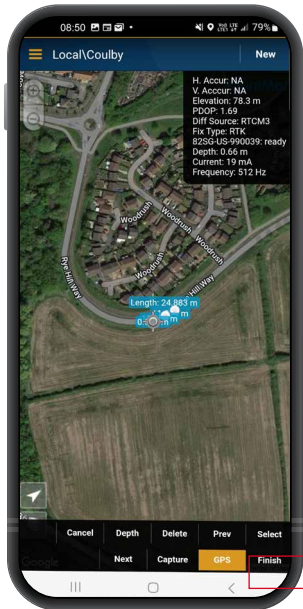 08:50
79%
Local\Coulby
New
H. Accur: NA
V. Acccur: NA
Elevation: 78.3 m
PDOP: 1.69
Diff Source: RTCM3
Fix Type: RTK
82SG-US-990039: ready
Depth: 0.66 m
Current: 19 mA
Frequency: 512 Hz
Woodrush
Woodrush
Woodrush
Woodrush
Rye Hill Way
Hill Way
Length: 24.883 m
Cancel Depth Delete Prev Select
Next Capture GPS Finish
Google